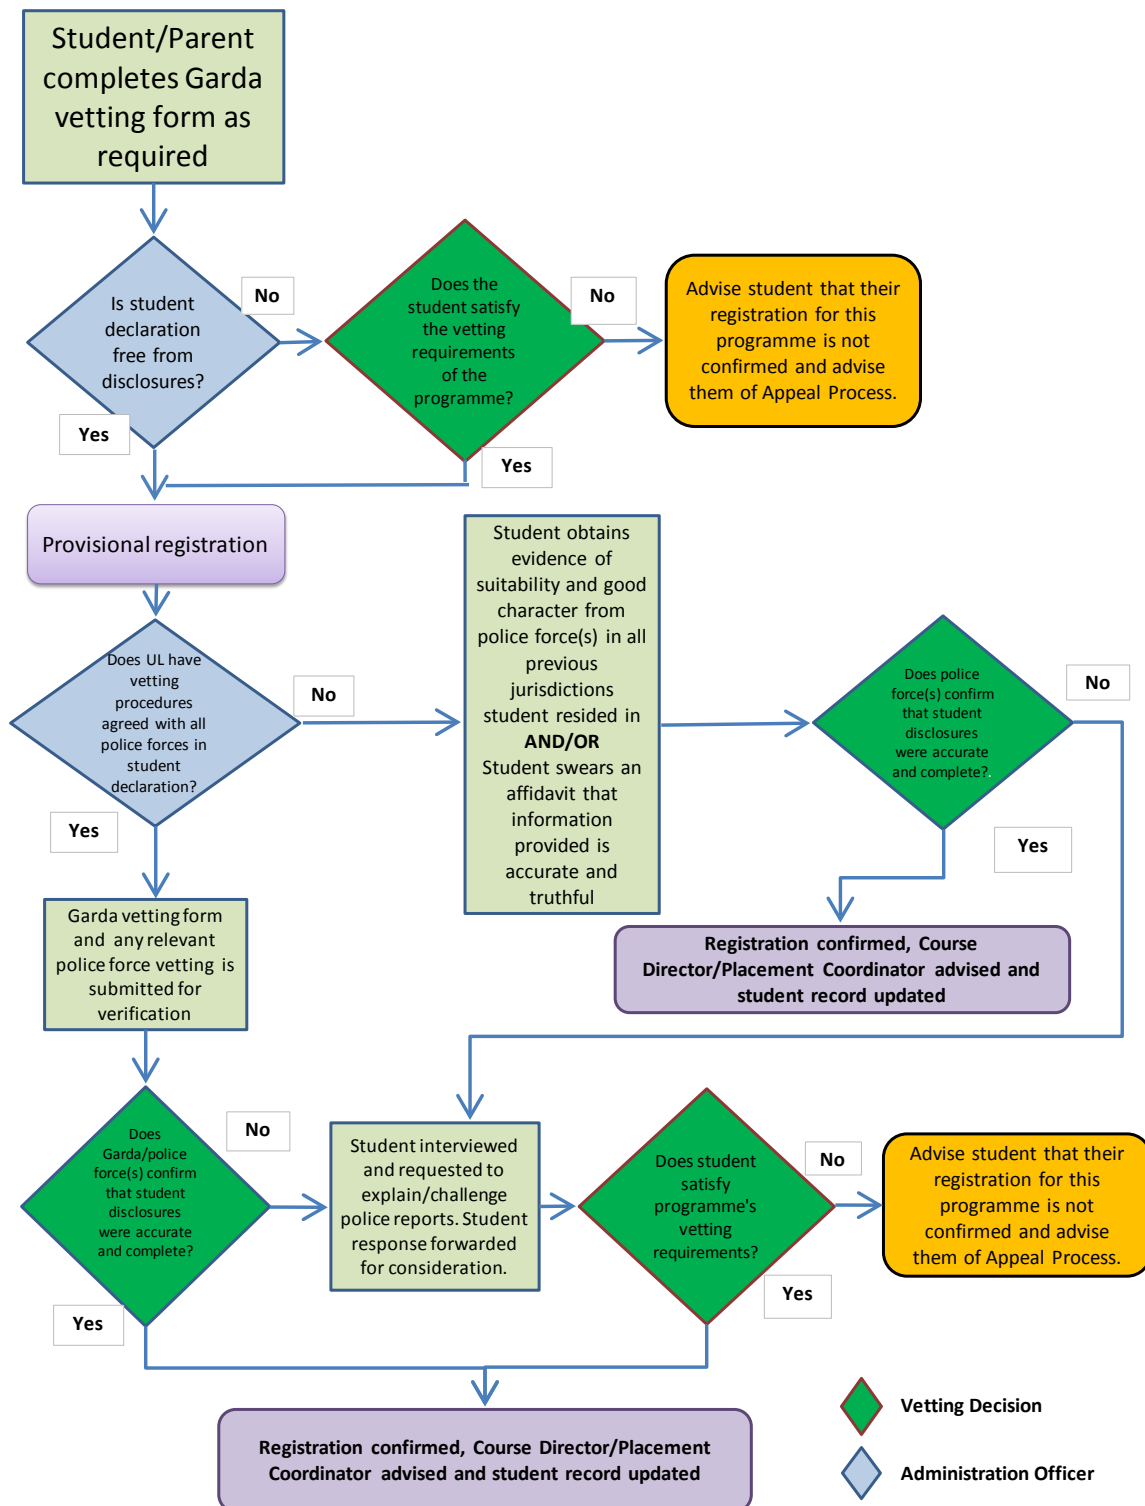 Student/Parent
completes Garda
vetting form as
required
Is student
declaration
free from
disclosures?
No
Does the
student satisfy
the vetting
requirements
of the
programme?
No
Advise student that their
registration for this
programme is not
confirmed and advise
them of Appeal Process.
Yes
Yes
Provisional registration
Does UL have
vetting
procedures
agreed with all
police forces in
student
declaration?
No
Student obtains
evidence of
suitability and good
character from
police force(s) in all
previous
jurisdictions
student resided in
AND/OR
Student swears an
affidavit that
information
provided is
accurate and
truthful
Does police
force(s) confirm
that student
disclosures
were accurate
and complete?.
No
Yes
Yes
Garda vetting form
and any relevant
police force vetting is
submitted for
verification
Registration confirmed, Course
Director/Placement Coordinator advised and
student record updated
Does
Garda/police
force(s) confirm
that student
disclosures
were accurate
and complete?
No
Student interviewed
and requested to
explain/challenge
police reports. Student
response forwarded
for consideration.
Does student
satisfy
programme's
vetting
requirements?
No
Advise student that their
registration for this
programme is not
confirmed and advise
them of Appeal Process.
Yes
Yes
Registration confirmed, Course Director/Placement
Coordinator advised and student record updated
Vetting Decision
Administration Officer